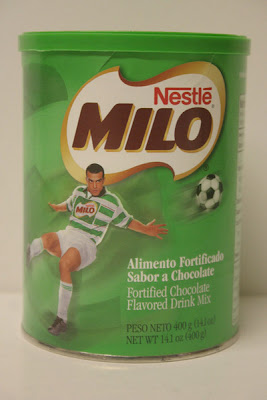 Nestlé
MILO
MILO
Alimento Fortificado
Sabor a Chocolate
Fortified Chocolate
Flavored Drink Mix
PESO NETO 400 g (14.1 oz)
NET WT 14.1 oz (400g)